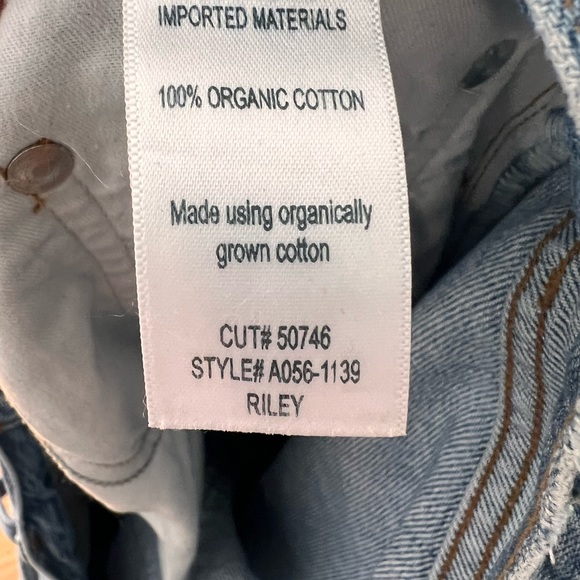 IMPORTED MATERIALS
100% ORGANIC COTTON
Made using organically
grown cotton
CUT# 50746
STYLE# A056-1139
RILEY